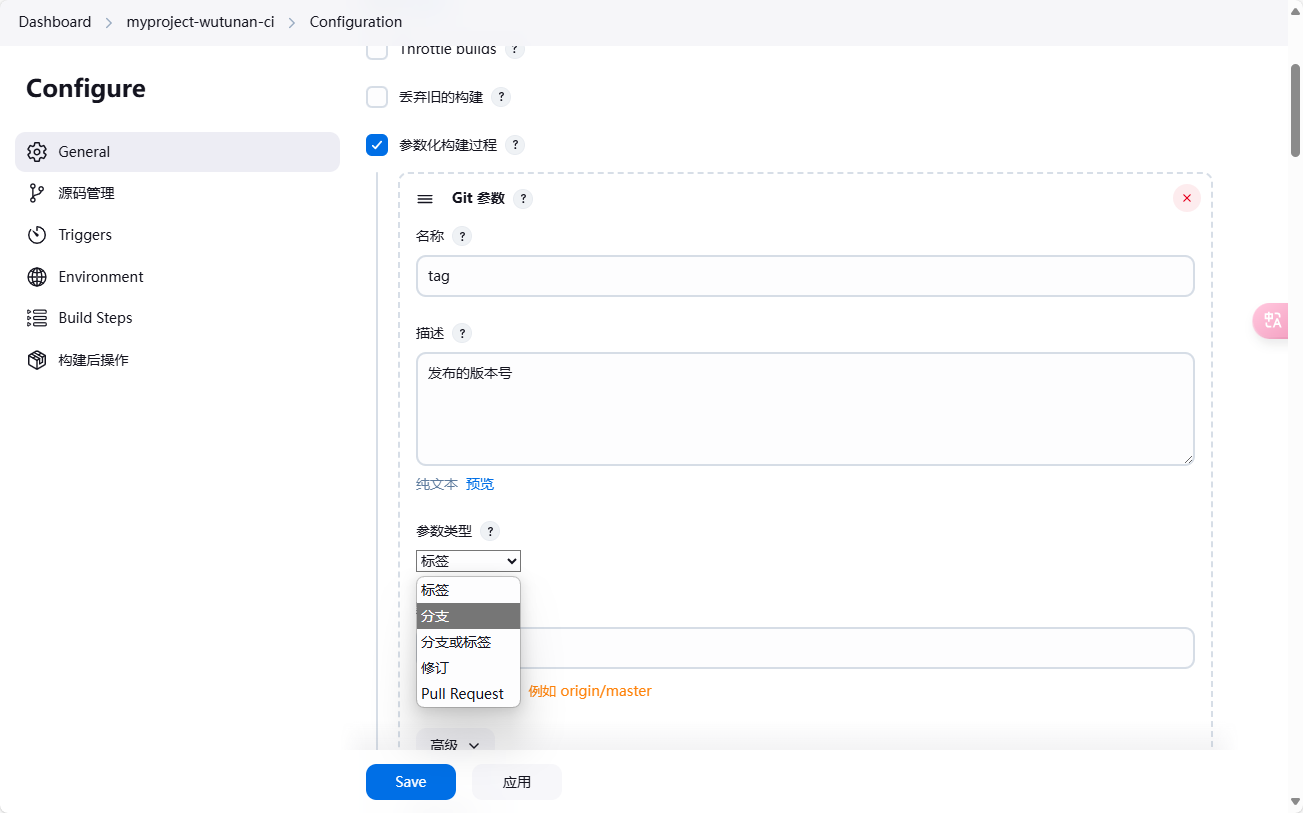 Dashboard > myproject-wutunan-ci > Configuration
Configure
General
源码管理
Triggers
Environment
Build Steps
构建后操作
Throttle builds ?
丢弃旧的构建 ?
参数化构建过程 ?
Git 参数 ?
名称 ?
tag
描述 ?
发布的版本号
纯文本 预览
参数类型 ?
标签
标签
分支
分支或标签
修订
Pull Request
例如 origin/master
高级
Save 应用